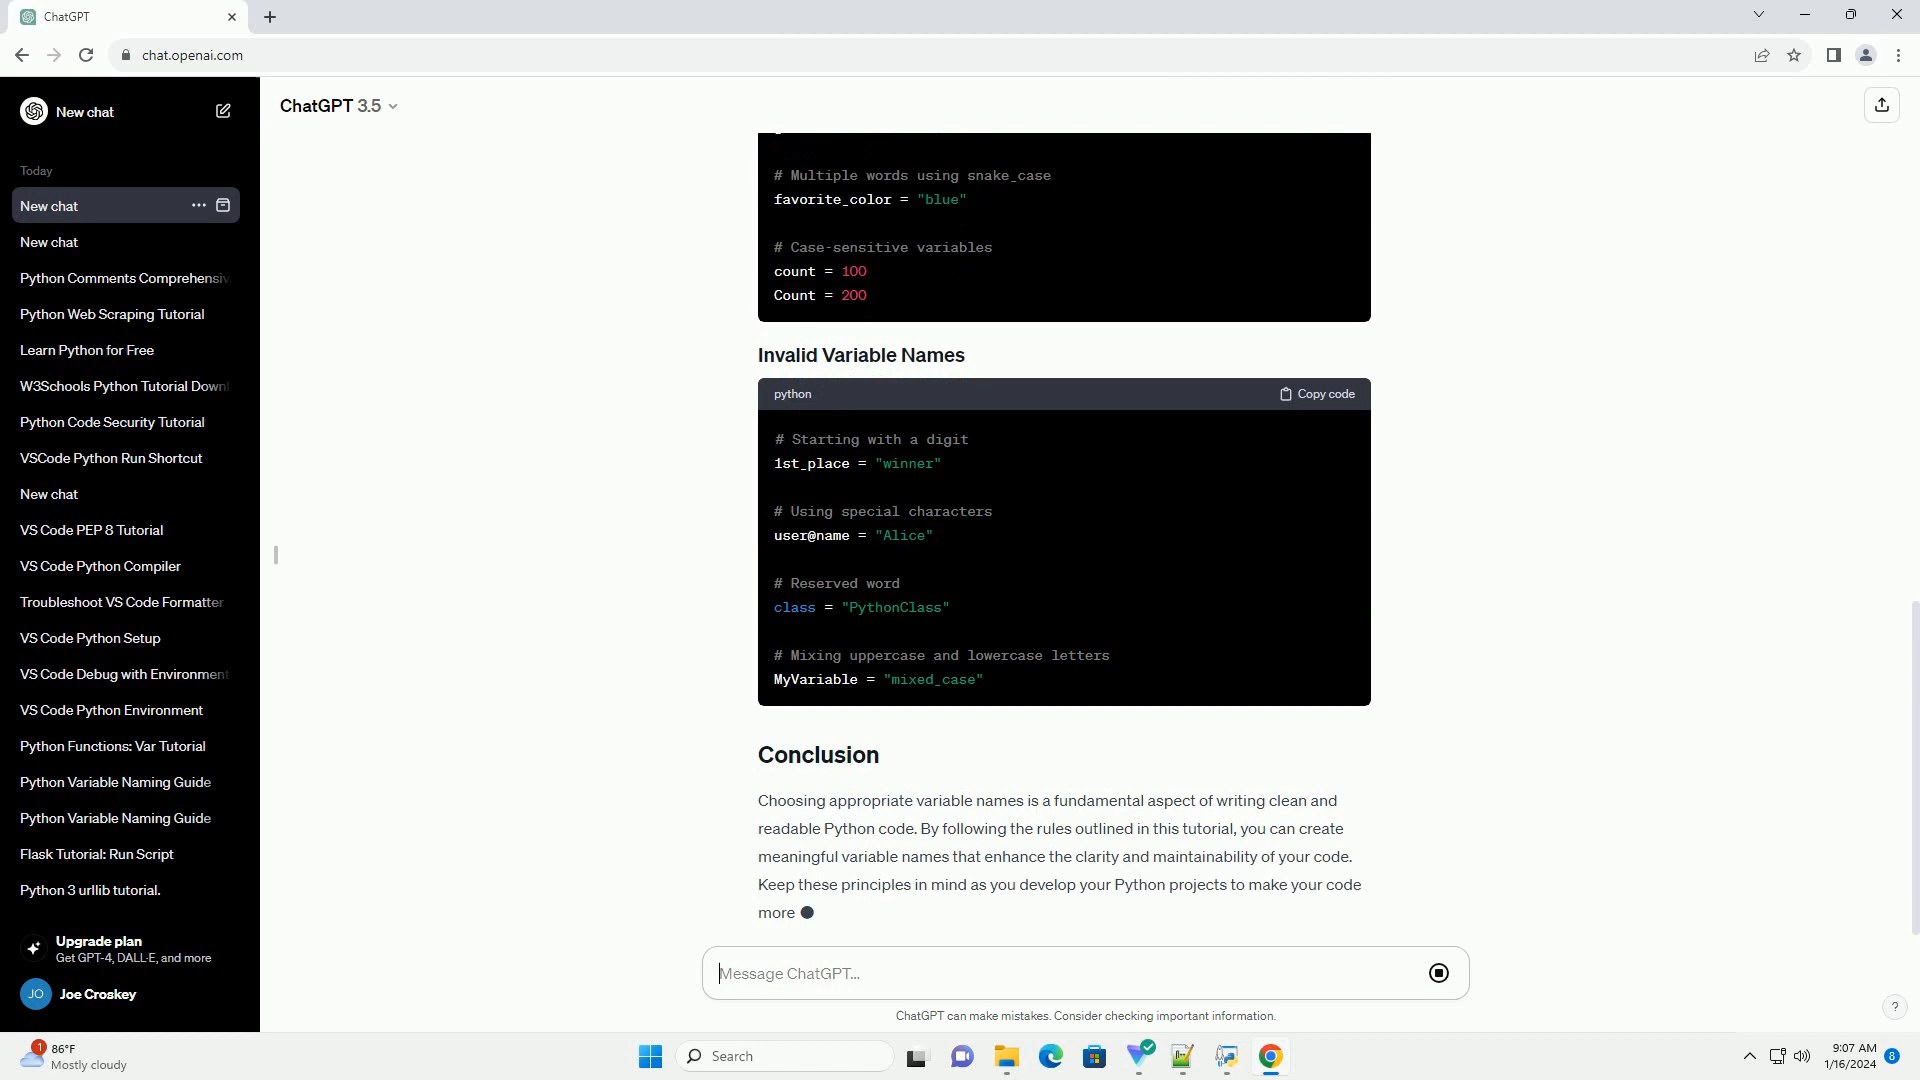 ChatGPT
chat.openai.com
New chat
Today
New chat
New chat
Python Comments Comprehensiv
Python Web Scraping Tutorial
Learn Python for Free
W3Schools Python Tutorial Down
Python Code Security Tutorial
VSCode Python Run Shortcut
New chat
VS Code PEP 8 Tutorial
VS Code Python Compiler
Troubleshoot VS Code Formatter
VS Code Python Setup
VS Code Debug with Environment
VS Code Python Environment
Python Functions: Var Tutorial
Python Variable Naming Guide
Python Variable Naming Guide
Flask Tutorial: Run Script
Python 3 urllib tutorial.
Upgrade plan
Get GPT-4, DALL·E, and more
JO Joe Croskey
ChatGPT 3.5
# Multiple words using snake_case
favorite_color = "blue"
# Case-sensitive variables
count = 100
Count = 200
Invalid Variable Names
python Copy code
# Starting with a digit
1st_place = "winner"
# Using special characters
user@name = "Alice"
# Reserved word
class = "PythonClass"
# Mixing uppercase and lowercase letters
MyVariable = "mixed_case"
Conclusion
Choosing appropriate variable names is a fundamental aspect of writing clean and
readable Python code. By following the rules outlined in this tutorial, you can create
meaningful variable names that enhance the clarity and maintainability of your code.
Keep these principles in mind as you develop your Python projects to make your code
more
Message ChatGPT...
ChatGPT can make mistakes. Consider checking important information.
?
1
86°F
Mostly cloudy
Search
9:07 AM
1/16/2024
8